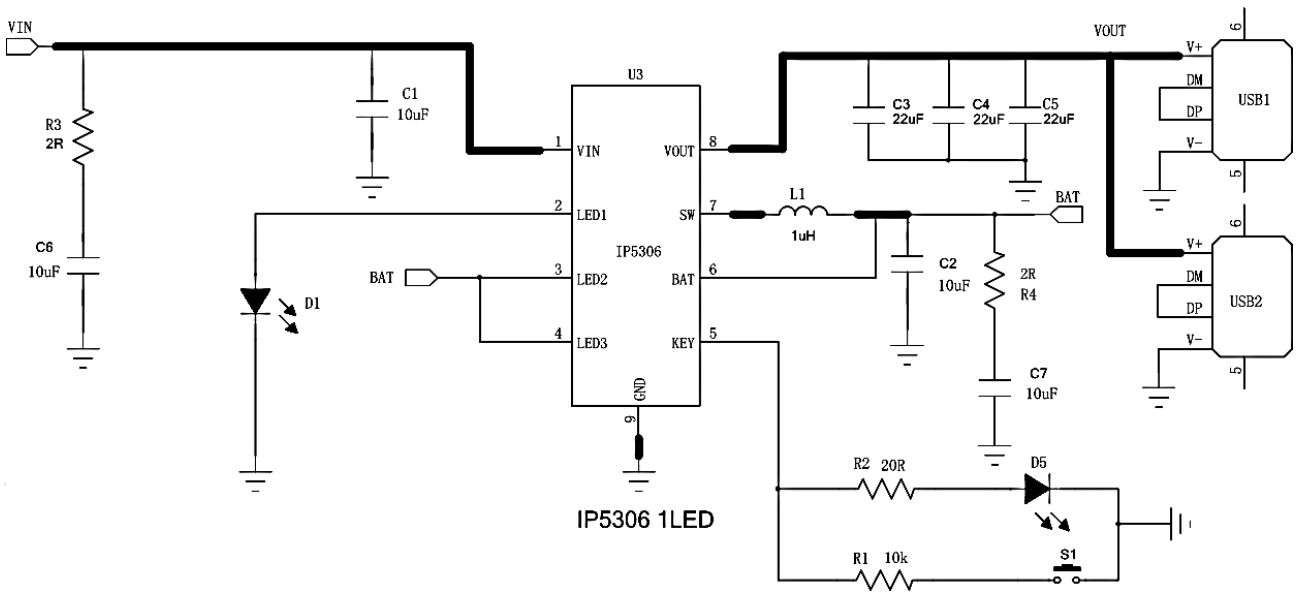 VIN
VOUT
6
V+
DM
DP
V-
USB1
5
U3
C1
10uF
R3
2R
C3
22uF
C4
22uF
C5
22uF
1
VIN
VOUT
8
2
LED1
SW
7
L1
1uH
BAT
IP5306
C6
10uF
BAT
3
LED2
BAT
6
C2
10uF
2R
R4
6
V+
DM
DP
V-
USB2
5
D1
4
LED3
KEY
5
GND
9
C7
10uF
R2 20R
D5
IP5306 1LED
R1 10k
S1